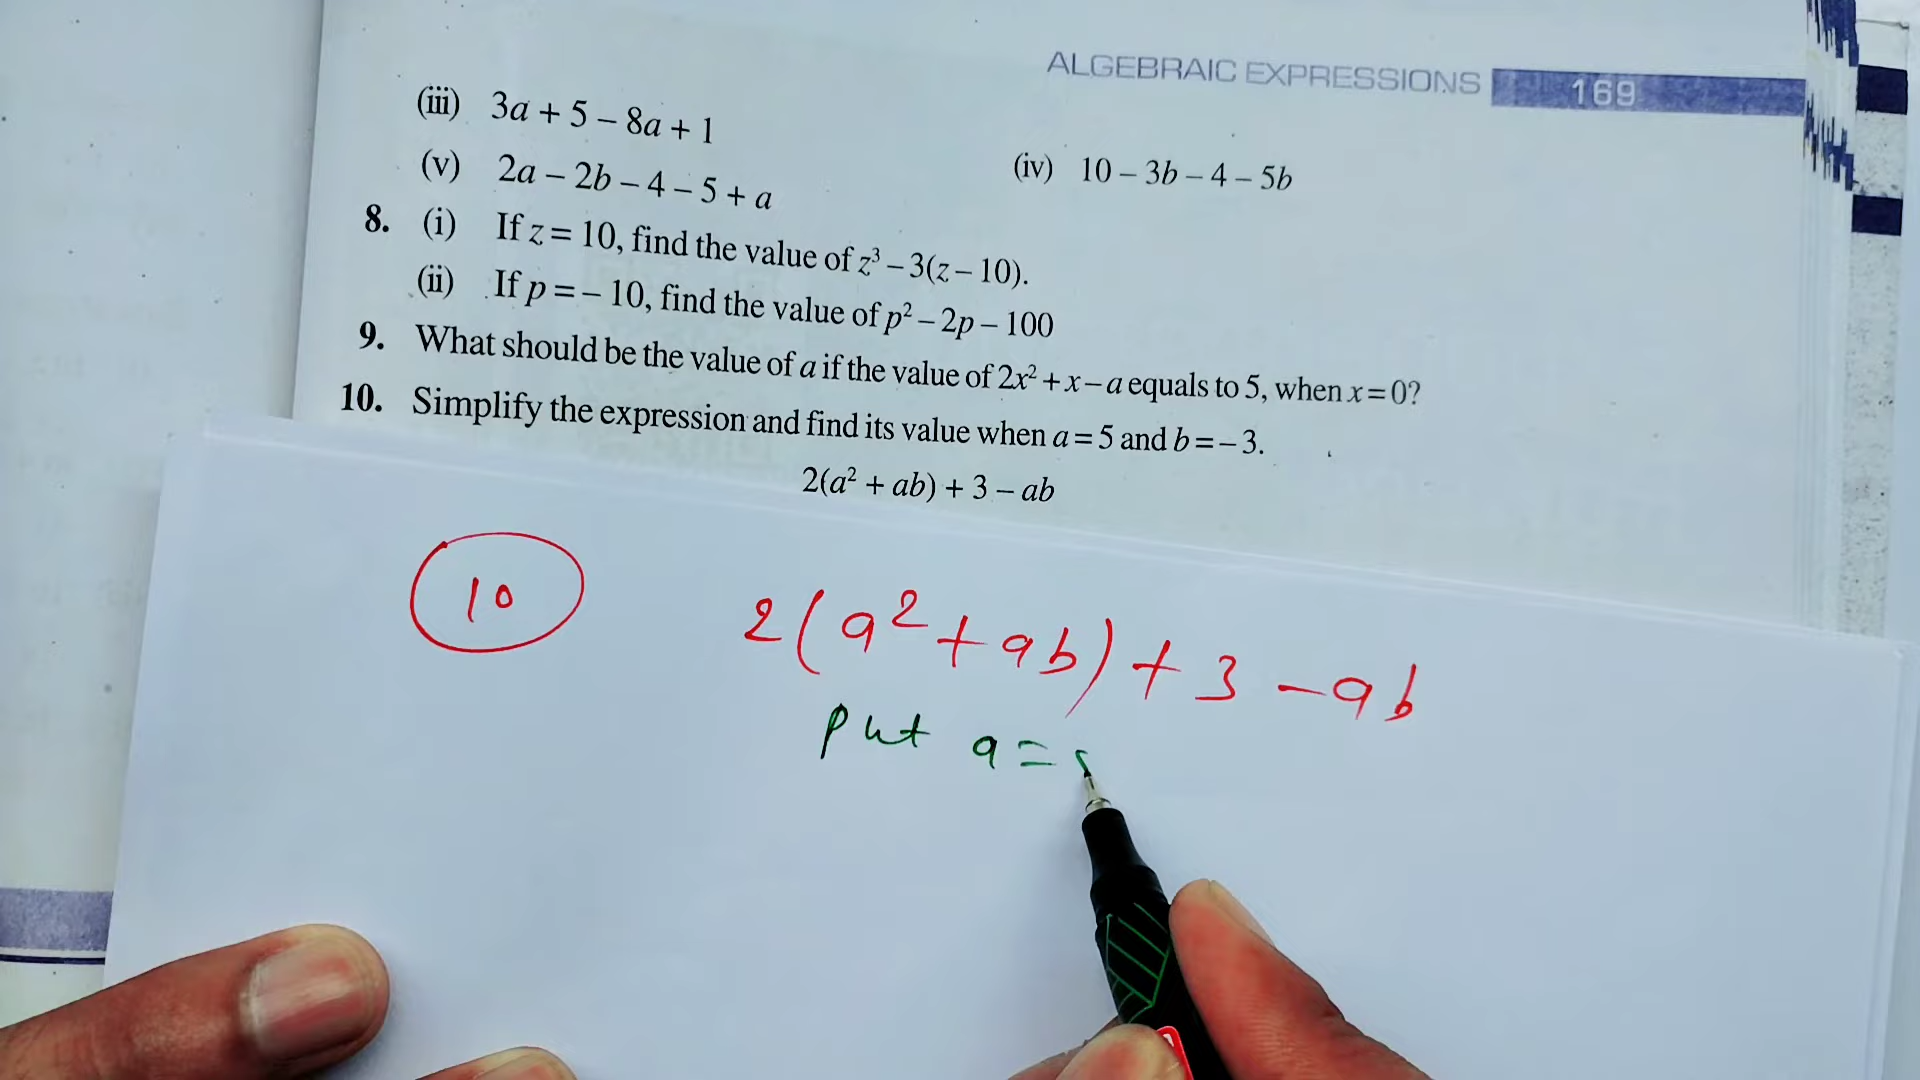 ALGEBRAIC EXPRESSIONS 169
(iii) 3a + 5 – 8a + 1
(iv) 10 – 3b – 4 – 5b
(v) 2a – 2b – 4 – 5 + a
8. (i) If z = 10, find the value of z³ – 3(z – 10).
(ii) If p = – 10, find the value of p² – 2p – 100
9. What should be the value of a if the value of 2x² + x – a equals to 5, when x = 0?
10. Simplify the expression and find its value when a = 5 and b = – 3.
2(a² + ab) + 3 – ab
10 2(a² + ab) + 3 – ab
put a =